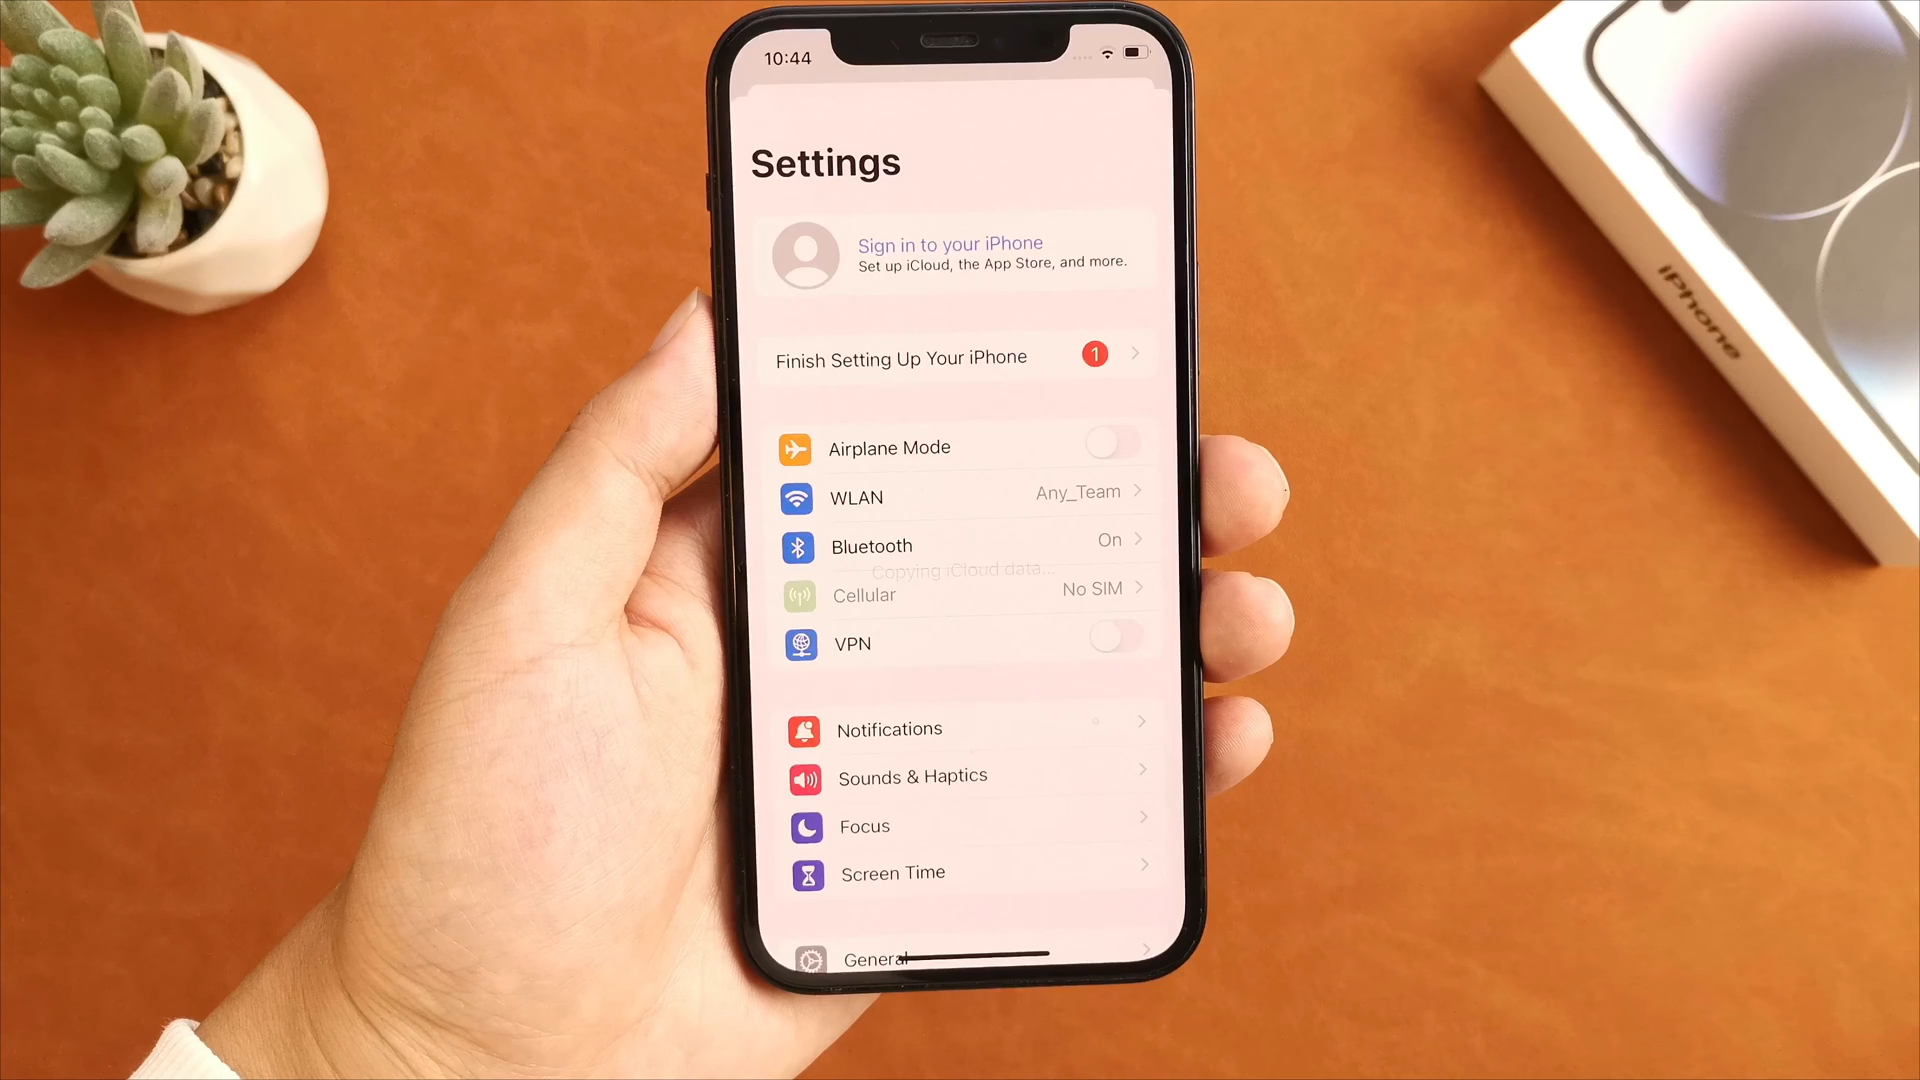 10:44
Settings
Sign in to your iPhone
Set up iCloud, the App Store, and more.
Finish Setting Up Your iPhone 1
Airplane Mode
WLAN Any_Team
Bluetooth On
Copying iCloud data...
Cellular No SIM
VPN
Notifications
Sounds & Haptics
Focus
Screen Time
General
iPhone